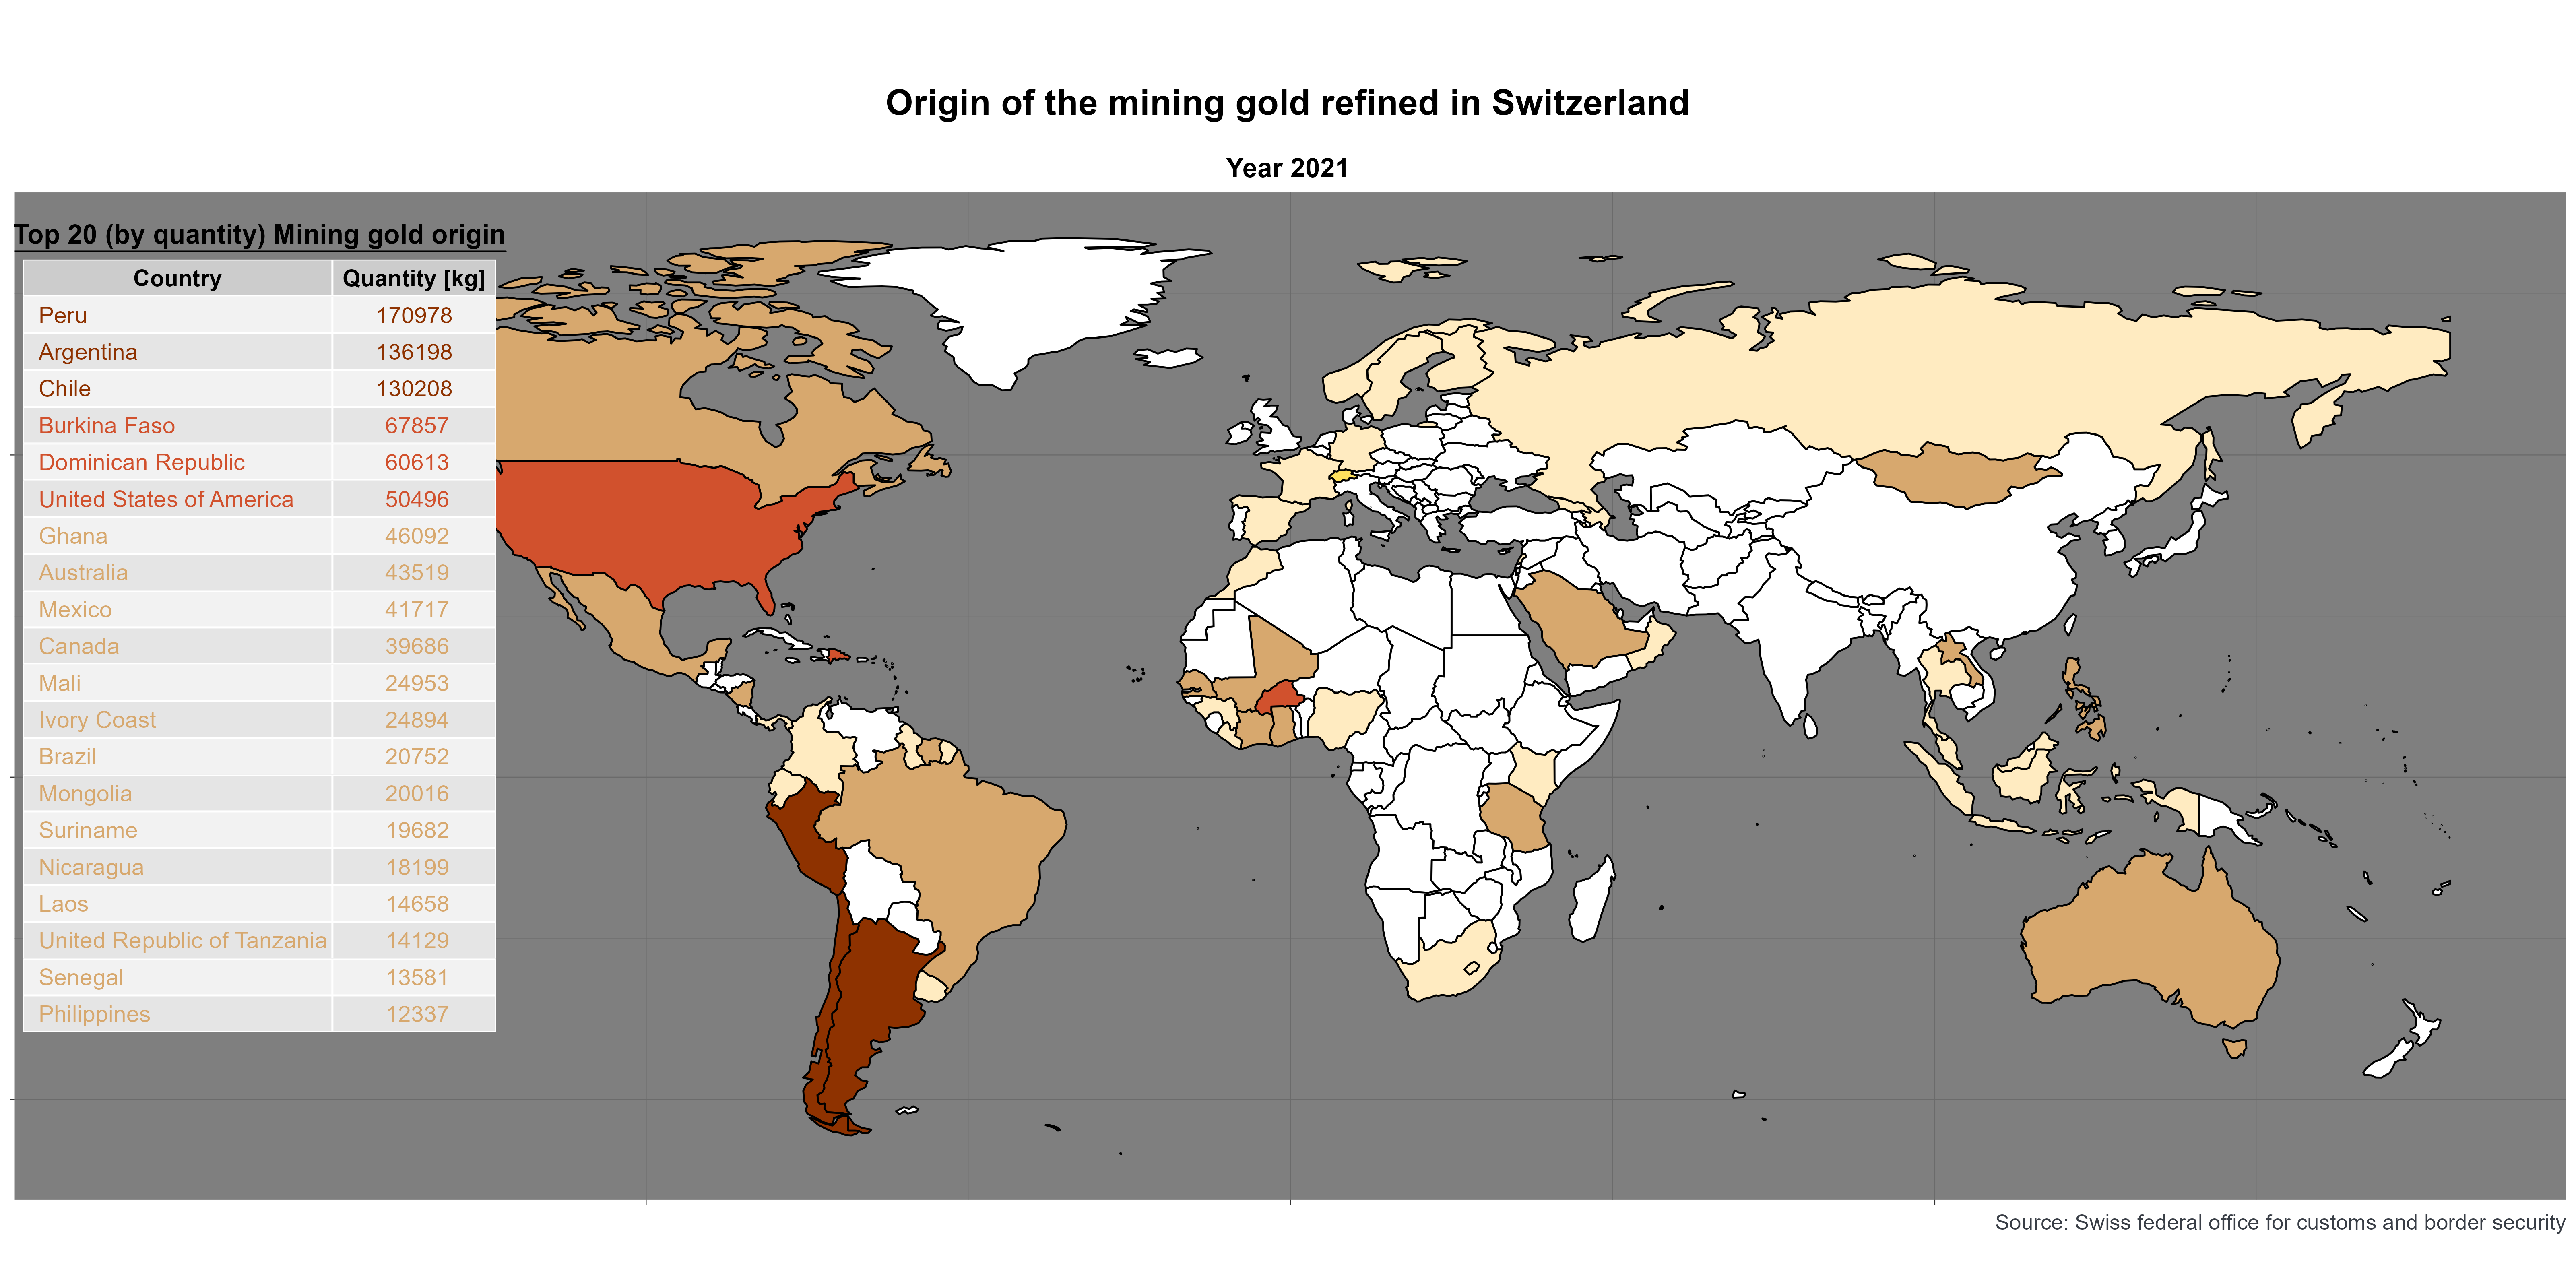 Origin of the mining gold refined in Switzerland
Year 2021
Top 20 (by quantity) Mining gold origin
Country Quantity [kg]
Peru 170978
Argentina 136198
Chile 130208
Burkina Faso 67857
Dominican Republic 60613
United States of America 50496
Ghana 46092
Australia 43519
Mexico 41717
Canada 39686
Mali 24953
Ivory Coast 24894
Brazil 20752
Mongolia 20016
Suriname 19682
Nicaragua 18199
Laos 14658
United Republic of Tanzania 14129
Senegal 13581
Philippines 12337
Source: Swiss federal office for customs and border security